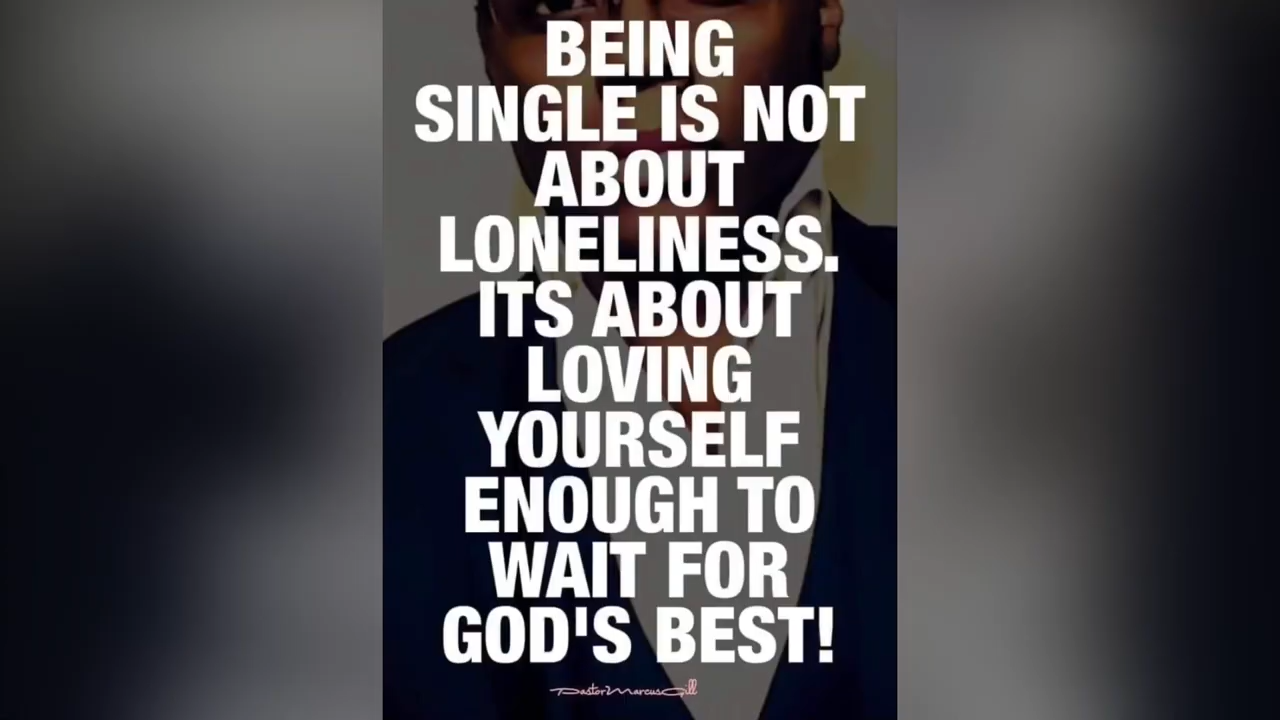 BEING
SINGLE IS NOT
ABOUT
LONELINESS.
ITS ABOUT
LOVING
YOURSELF
ENOUGH TO
WAIT FOR
GOD'S BEST!
PastorMarcusGill